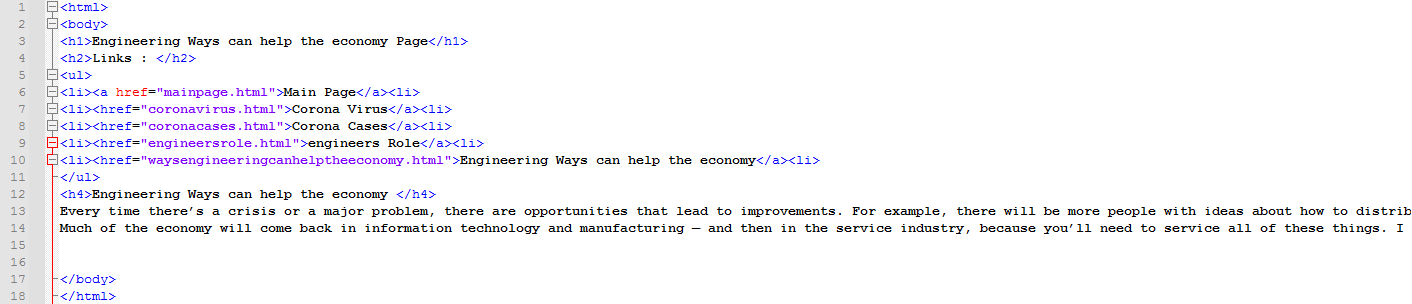 1 <html>
2 <body>
3 <h1>Engineering Ways can help the economy Page</h1>
4 <h2>Links : </h2>
5 <ul>
6 <li><a href="mainpage.html">Main Page</a><li>
7 <li><href="coronavirus.html">Corona Virus</a><li>
8 <li><href="coronacases.html">Corona Cases</a><li>
9 <li><href="engineersrole.html">engineers Role</a><li>
10 <li><href="waysengineeringcanhelptheeconomy.html">Engineering Ways can help the economy</a><li>
11 </ul>
12 <h4>Engineering Ways can help the economy </h4>
13 Every time there’s a crisis or a major problem, there are opportunities that lead to improvements. For example, there will be more people with ideas about how to distrib
14 Much of the economy will come back in information technology and manufacturing — and then in the service industry, because you’ll need to service all of these things. I
15
16
17 </body>
18 </html>